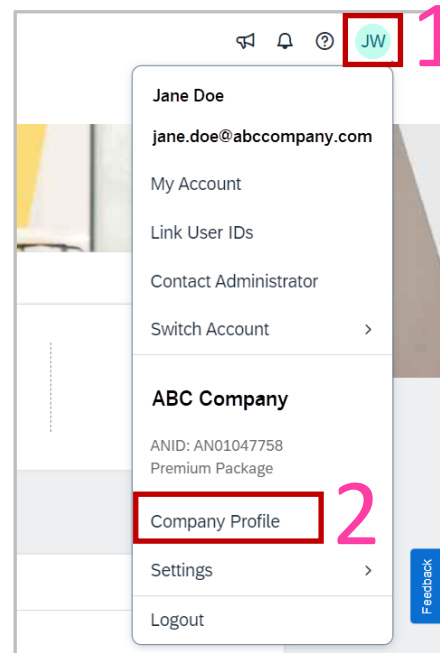 JW
1
Jane Doe
jane.doe@abccompany.com
My Account
Link User IDs
Contact Administrator
Switch Account
ABC Company
ANID: AN01047758
Premium Package
Company Profile
2
Settings
Feedback
Logout